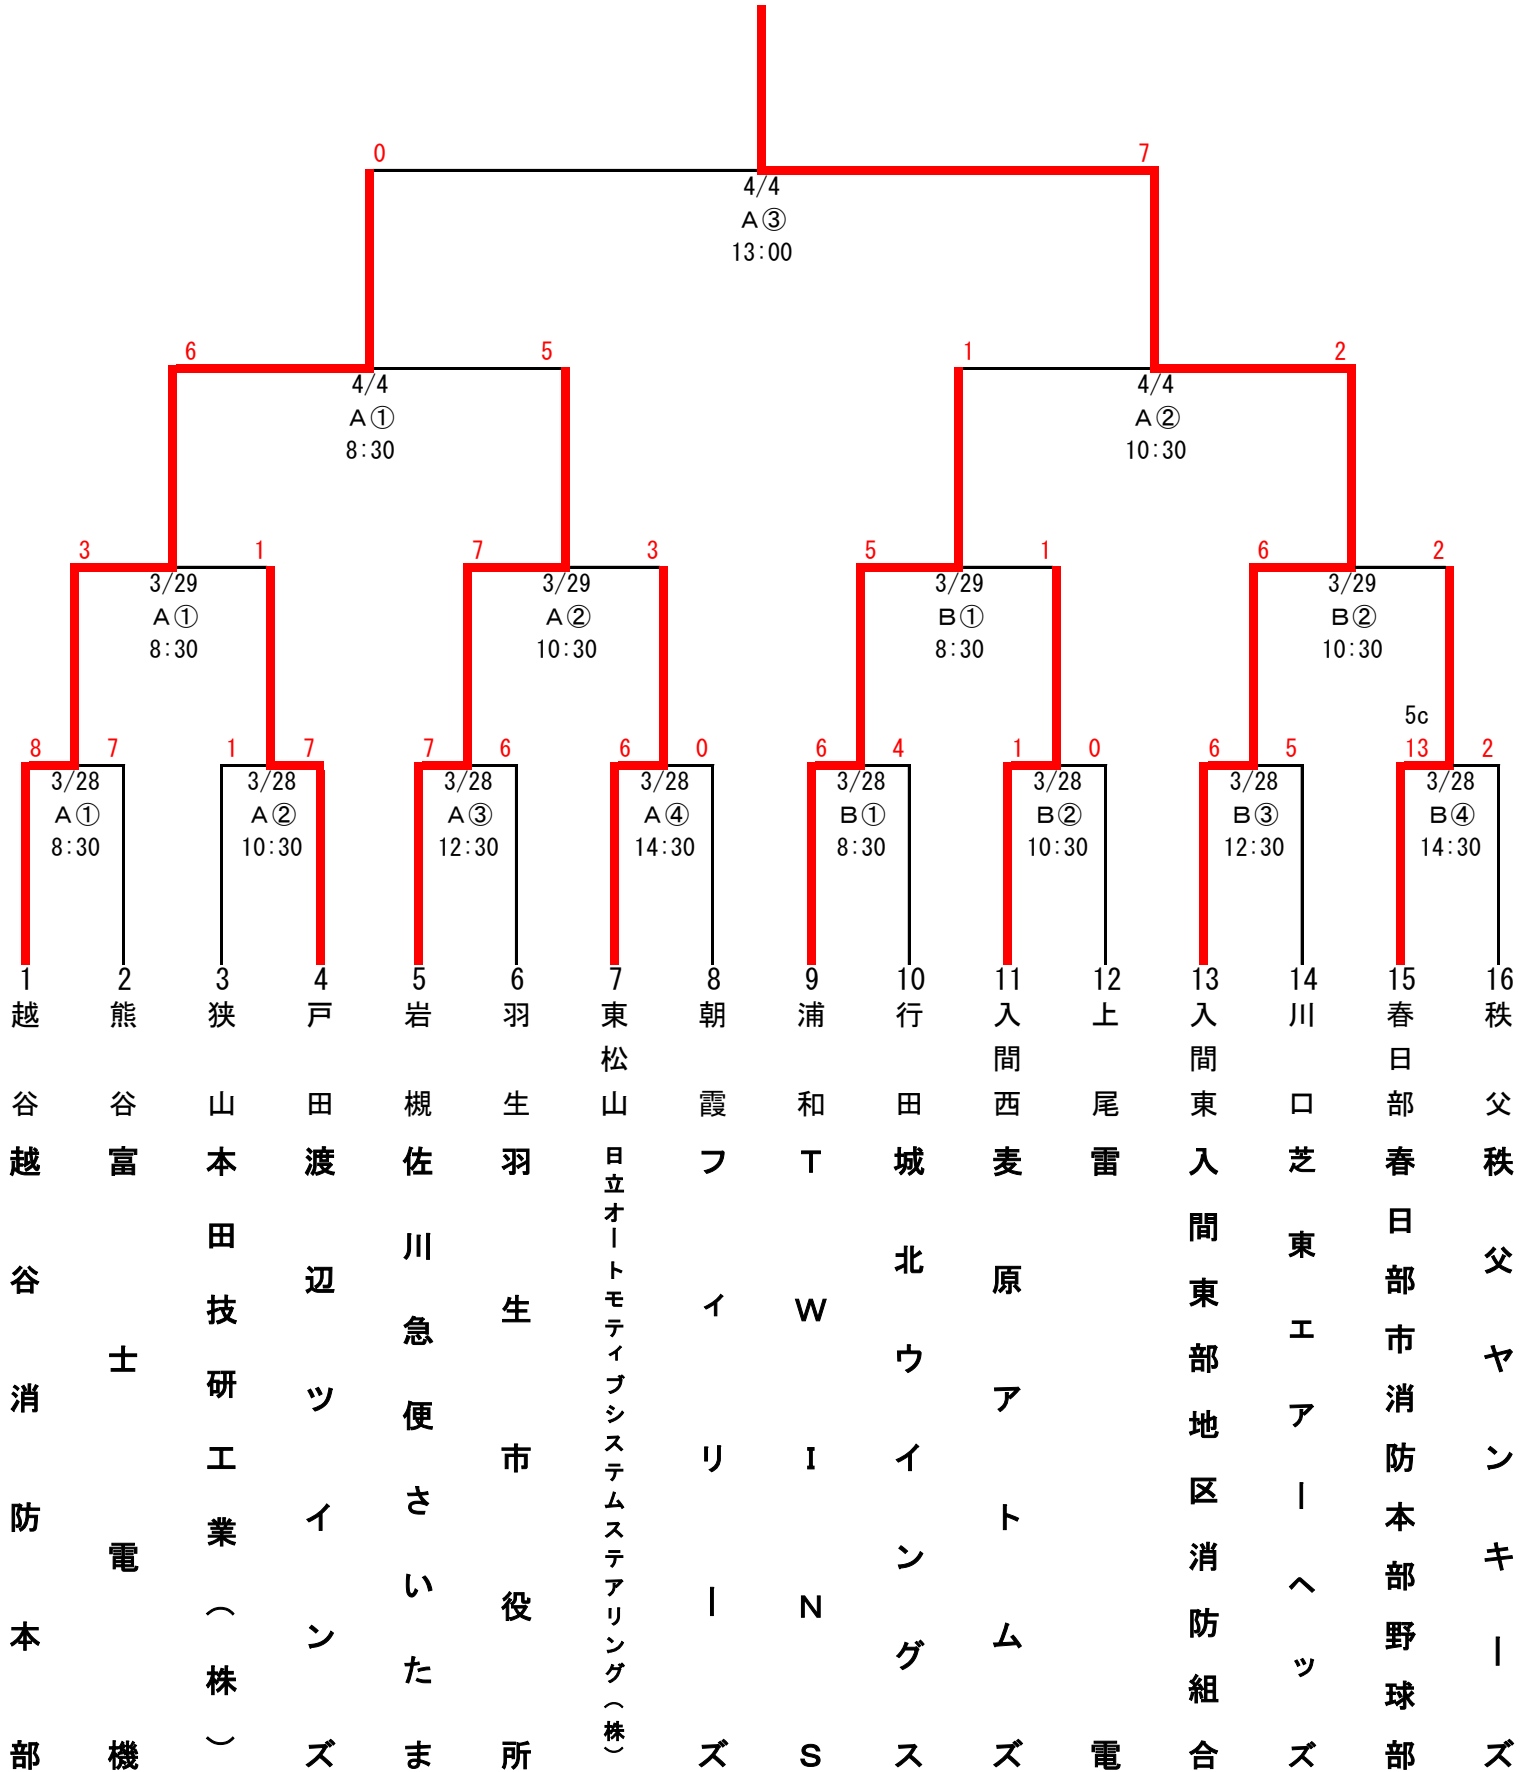 0 7
4/4
A③
13:00
6 5 1 2
4/4 4/4
A① A②
8:30 10:30
3 1 7 3 5 1 6 2
3/29 3/29 3/29 3/29
A① A② B① B②
8:30 10:30 8:30 10:30
5c
8 7 1 7 7 6 6 0 6 4 1 0 6 5 13 2
3/28 3/28 3/28 3/28 3/28 3/28 3/28 3/28
A① A② A③ A④ B① B② B③ B④
8:30 10:30 12:30 14:30 8:30 10:30 12:30 14:30
1 越谷 越谷消防本部
2 熊谷 富士電機
3 狭山 本田技研工業(株)
4 戸田 渡辺ツインズ
5 岩槻 佐川急便さいたま
6 羽生 羽生市役所
7 東松山 日立オートモティブシステムステアリング(株)
8 朝霞 フィリーズ
9 浦和 TWINS
10 行田 城北ウイングス
11 入間西 麦原アトムズ
12 上尾 雷電
13 入間東 入間東部地区消防組合
14 川口 芝東エアーヘッズ
15 春日部 春日部市消防本部野球部
16 秩父 秩父ヤンキーズ